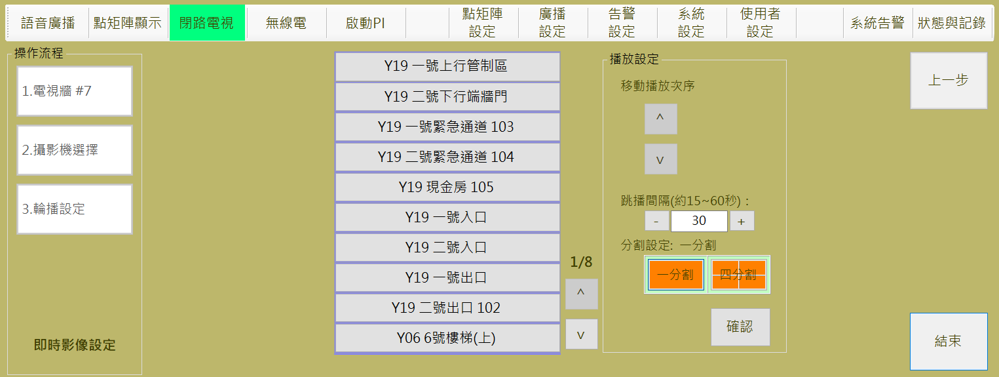 語音廣播
點矩陣顯示
閉路電視
無線電
啟動PI
點矩陣
設定
廣播
設定
告警
設定
系統
設定
使用者
設定
系統告警
狀態與記錄
操作流程
1.電視牆 #7
2.攝影機選擇
3.輪播設定
即時影像設定
Y19 一號上行管制區
Y19 二號下行端牆門
Y19 一號緊急通道 103
Y19 二號緊急通道 104
Y19 現金房 105
Y19 一號入口
Y19 二號入口
Y19 一號出口
Y19 二號出口 102
Y06 6號樓梯(上)
1/8
^
v
播放設定
移動播放次序
^
v
跳播間隔(約15~60秒) :
- 30 +
分割設定: 一分割
一分割
四分割
確認
上一步
結束